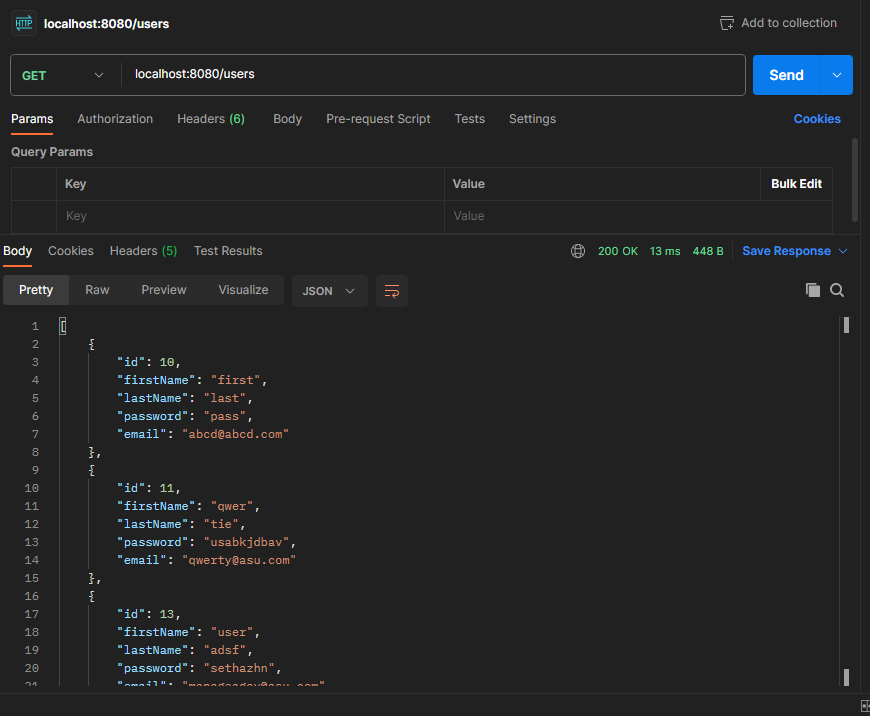 HTTP localhost:8080/users Add to collection
GET localhost:8080/users Send
Params Authorization Headers (6) Body Pre-request Script Tests Settings Cookies
Query Params
Key Value Bulk Edit
Key Value
Body Cookies Headers (5) Test Results 200 OK 13 ms 448 B Save Response
Pretty Raw Preview Visualize JSON
1 [
2 {
3 "id": 10,
4 "firstName": "first",
5 "lastName": "last",
6 "password": "pass",
7 "email": "abcd@abcd.com"
8 },
9 {
10 "id": 11,
11 "firstName": "qwer",
12 "lastName": "tie",
13 "password": "usabkjdbav",
14 "email": "qwerty@asu.com"
15 },
16 {
17 "id": 13,
18 "firstName": "user",
19 "lastName": "adsf",
20 "password": "sethazhn",
21 "email":